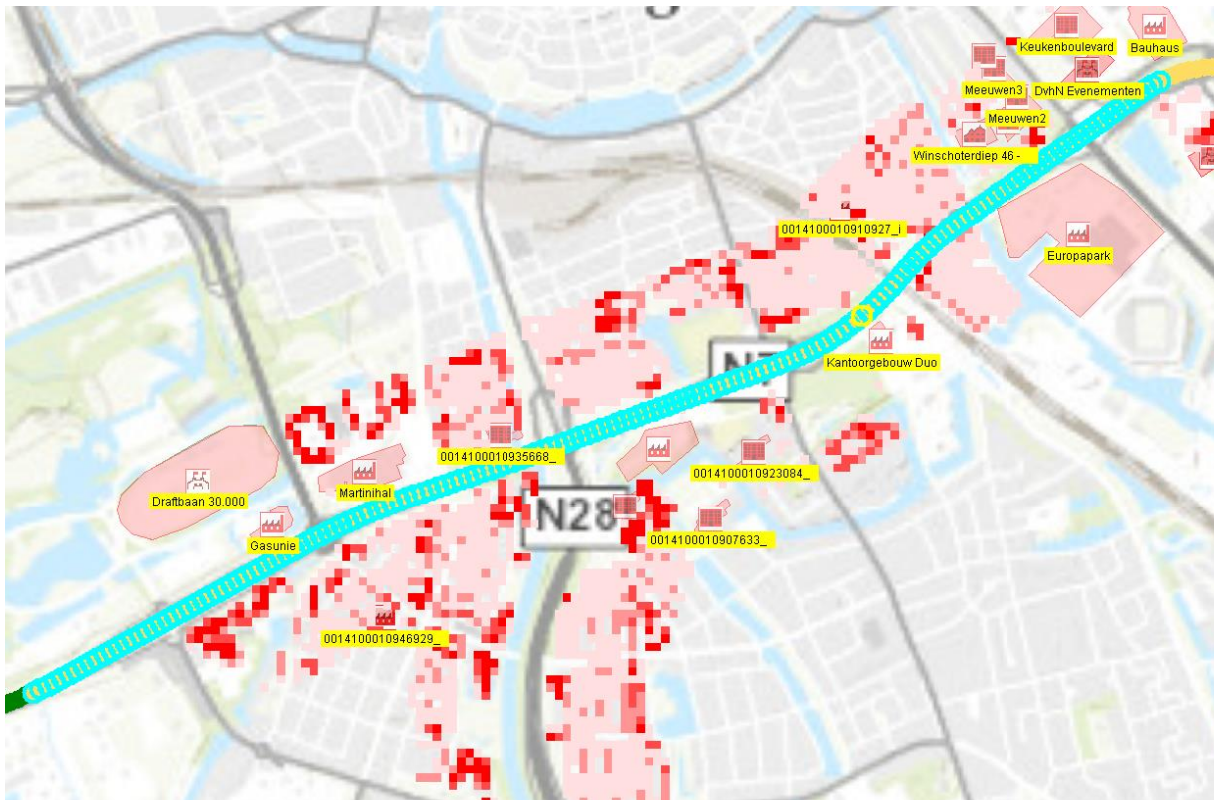 Keukenboulevard
Bauhaus
Meeuwen3
DvhN Evenementen
Meeuwen2
Winschoterdiep 46 -
0014100010910927_i
Europapark
N7
Kantoorgebouw Duo
0014100010935668_
Draftbaan 30.000
Martinihal
0014100010923084_
N28
Gasunie
0014100010907633_
0014100010946929_